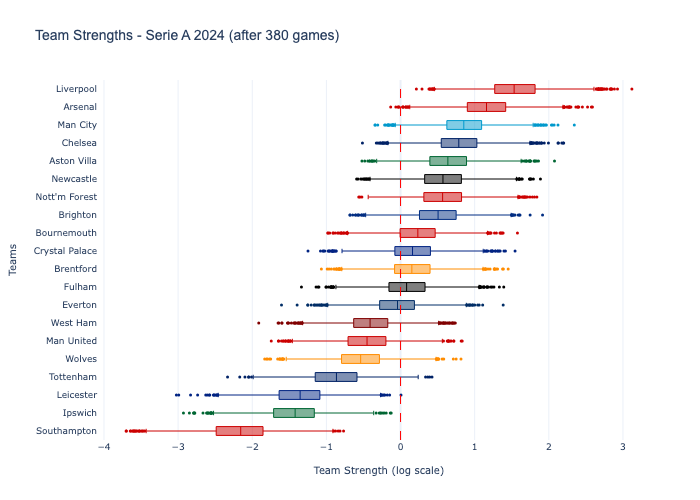 Team Strengths - Serie A 2024 (after 380 games)
Liverpool
Arsenal
Man City
Chelsea
Aston Villa
Newcastle
Nott'm Forest
Brighton
Bournemouth
Crystal Palace
Brentford
Fulham
Everton
West Ham
Man United
Wolves
Tottenham
Leicester
Ipswich
Southampton
Teams
−4 −3 −2 −1 0 1 2 3
Team Strength (log scale)